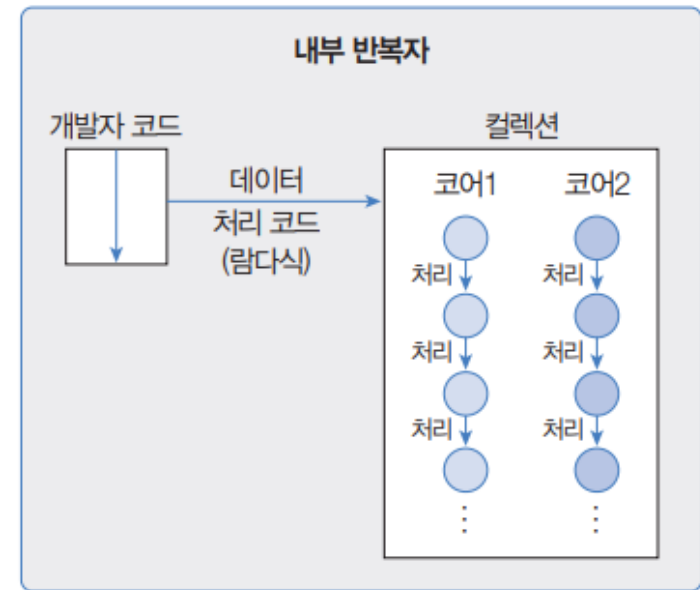 내부 반복자
개발자 코드
컬렉션
데이터
처리 코드
(람다식)
코어1 코어2
처리 처리
처리 처리
처리 처리
⋮ ⋮